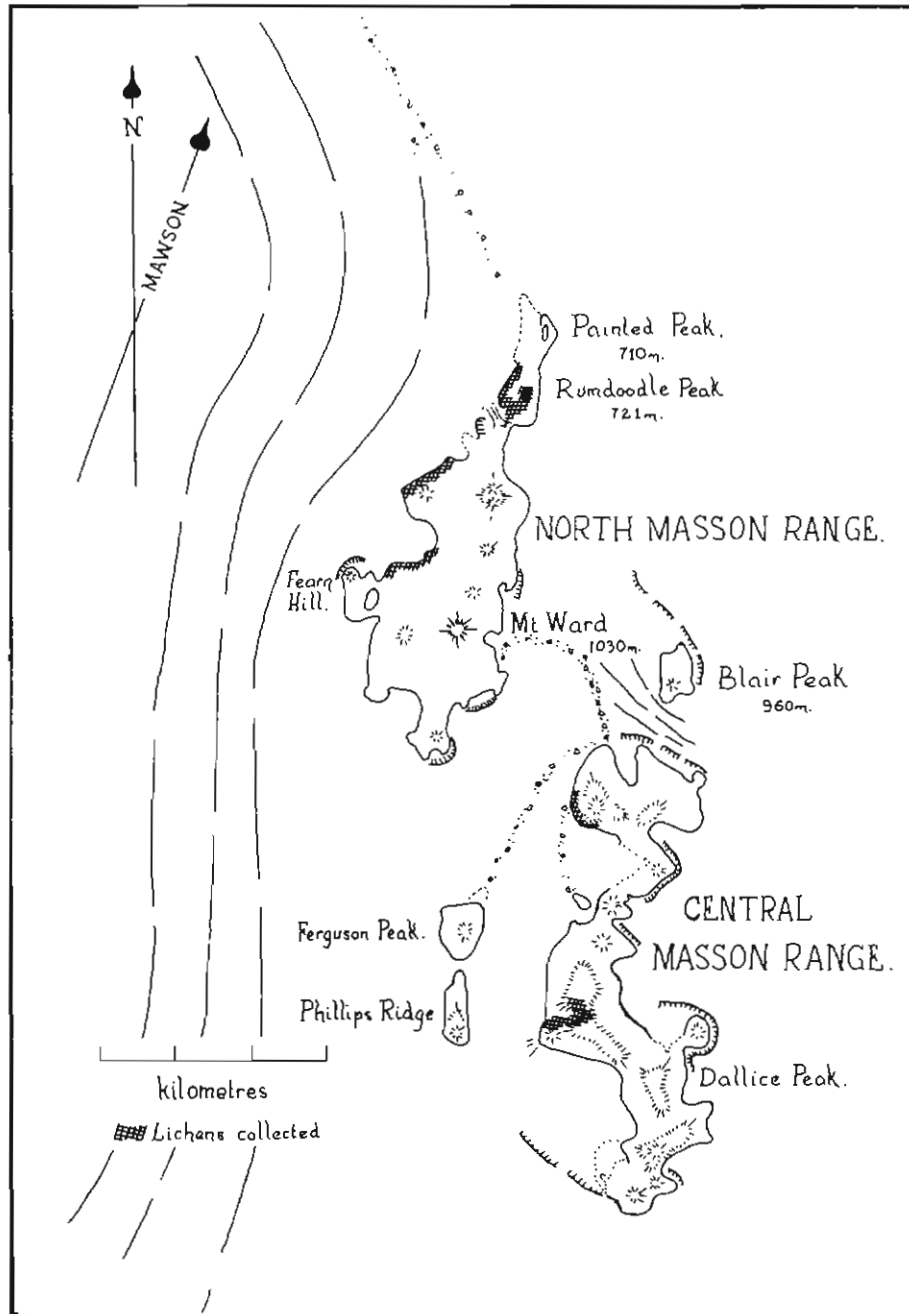 N
MAWSON
Painted Peak.
710m.
Rumdoodle Peak
721m.
NORTH MASSON RANGE.
Fearn
Hill.
Mt Ward
1030m.
Blair Peak
960m.
Ferguson Peak.
CENTRAL
MASSON RANGE.
Phillips Ridge
Dallice Peak.
kilometres
Lichens collected